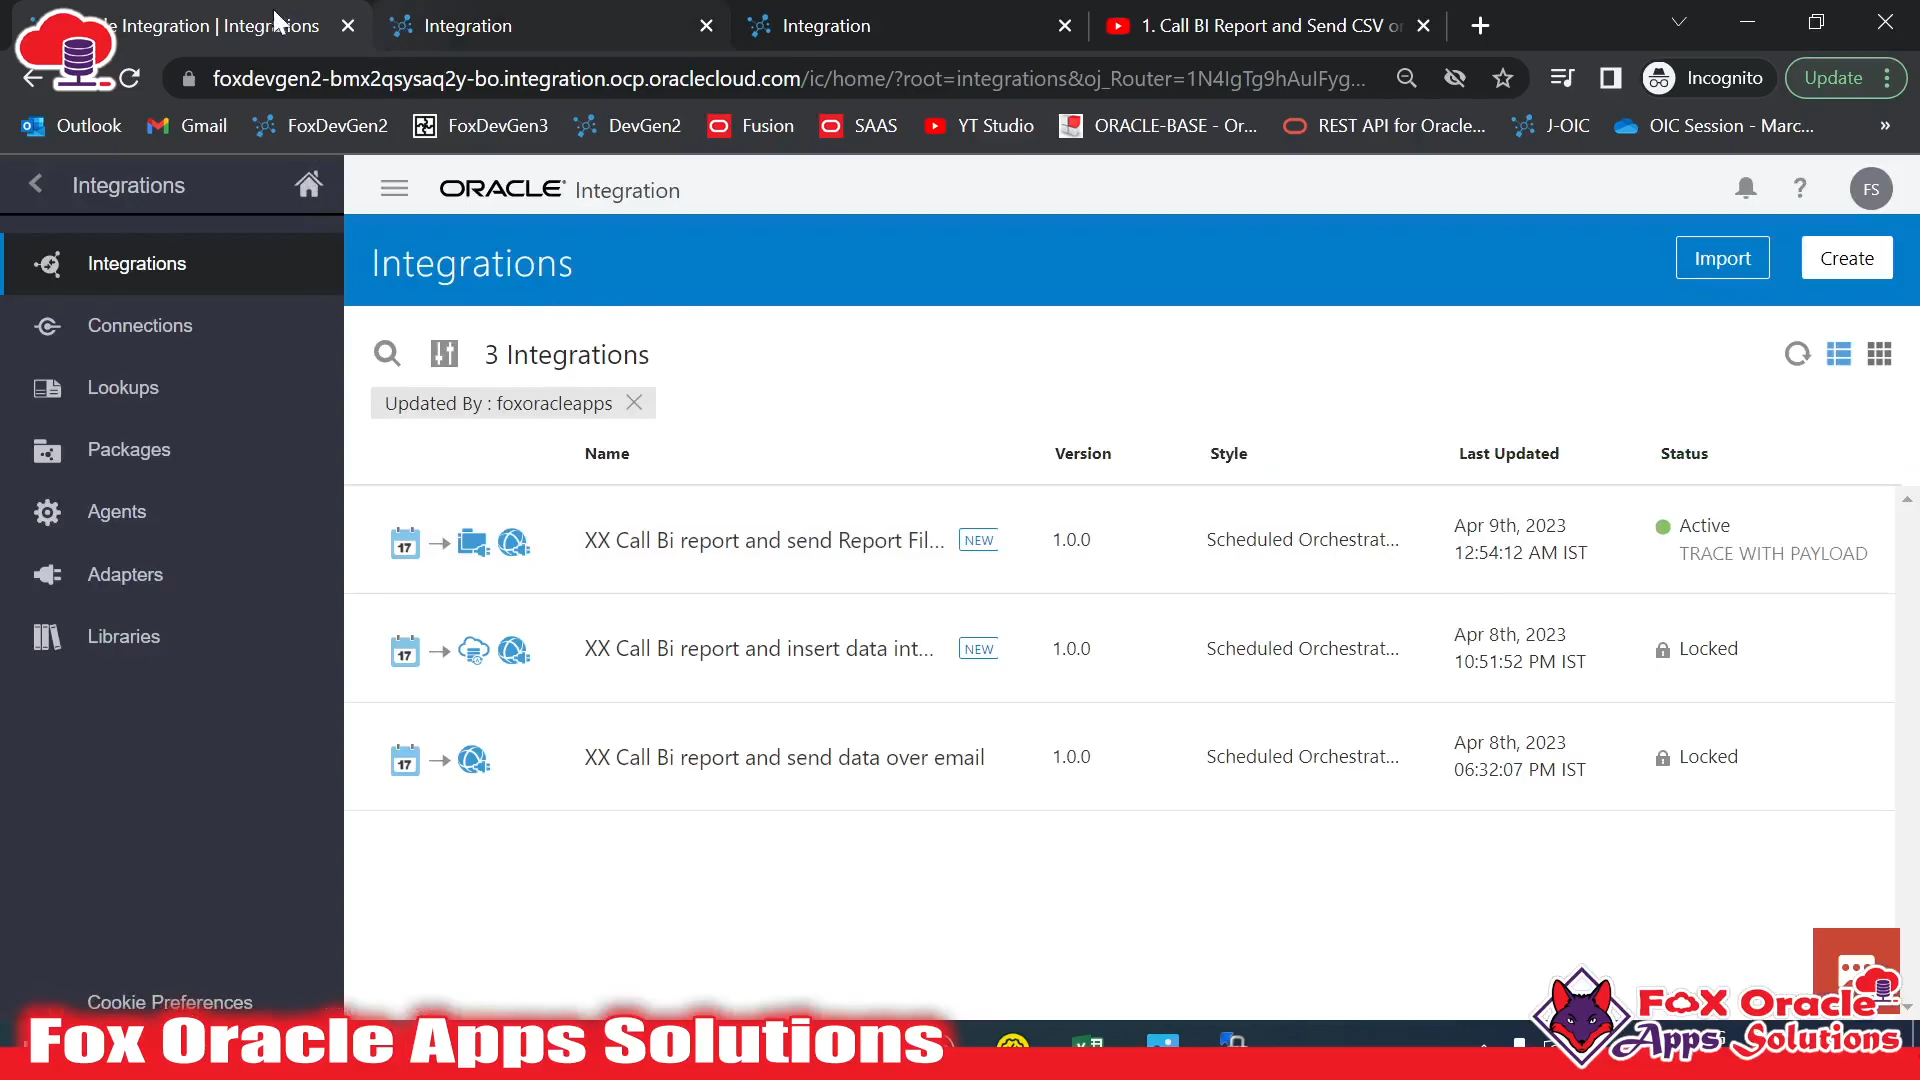 Integration | Integrations
Integration
Integration
1. Call BI Report and Send CSV or
foxdevgen2-bmx2qsysaq2y-bo.integration.ocp.oraclecloud.com/ic/home/?root=integrations&oj_Router=1N4IgTg9hAuIFyg...
Incognito
Update
Outlook
Gmail
FoxDevGen2
FoxDevGen3
DevGen2
Fusion
SAAS
YT Studio
ORACLE-BASE - Or...
REST API for Oracle...
J-OIC
OIC Session - Marc...
»
Integrations
ORACLE Integration
?
FS
Integrations
Connections
Lookups
Packages
Agents
Adapters
Libraries
Cookie Preferences
Integrations
Import
Create
3 Integrations
Updated By : foxoracleapps
Name Version Style Last Updated Status
17
XX Call Bi report and send Report Fil... NEW 1.0.0 Scheduled Orchestrat... Apr 9th, 2023 Active
12:54:12 AM IST TRACE WITH PAYLOAD
17
XX Call Bi report and insert data int... NEW 1.0.0 Scheduled Orchestrat... Apr 8th, 2023 Locked
10:51:52 PM IST
17
XX Call Bi report and send data over email 1.0.0 Scheduled Orchestrat... Apr 8th, 2023 Locked
06:32:07 PM IST
Fox Oracle Apps Solutions
Fox Oracle
Apps Solutions